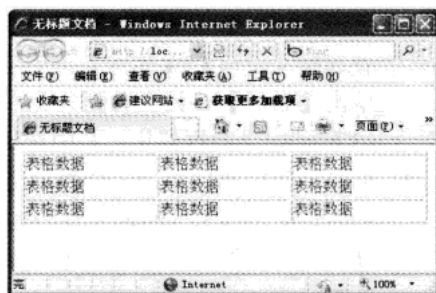 无标题文档 - Windows Internet Explorer
http://loc...
文件(F) 编辑(E) 查看(V) 收藏夹(A) 工具(T) 帮助(H)
收藏夹 建议网站 获取更多加载项
无标题文档 页面(P)
表格数据 表格数据 表格数据
表格数据 表格数据 表格数据
表格数据 表格数据 表格数据
Internet 100%